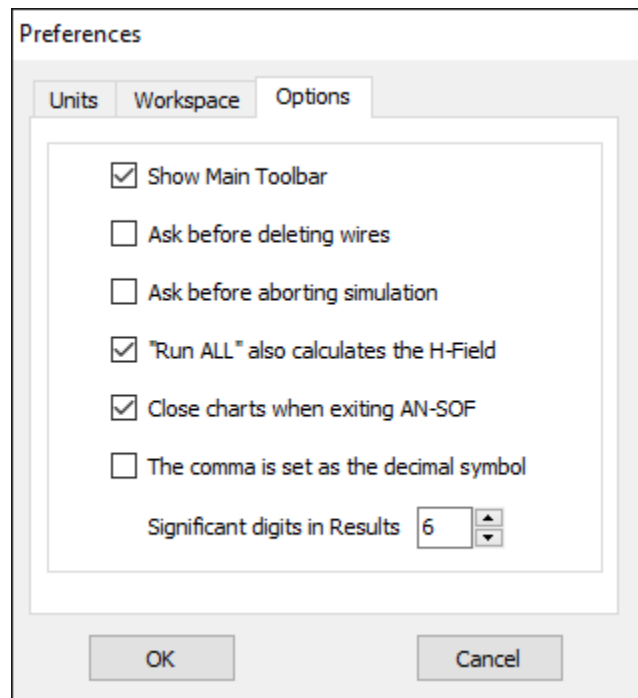 Preferences
Units Workspace Options
Show Main Toolbar
Ask before deleting wires
Ask before aborting simulation
"Run ALL" also calculates the H-Field
Close charts when exiting AN-SOF
The comma is set as the decimal symbol
Significant digits in Results 6
OK Cancel